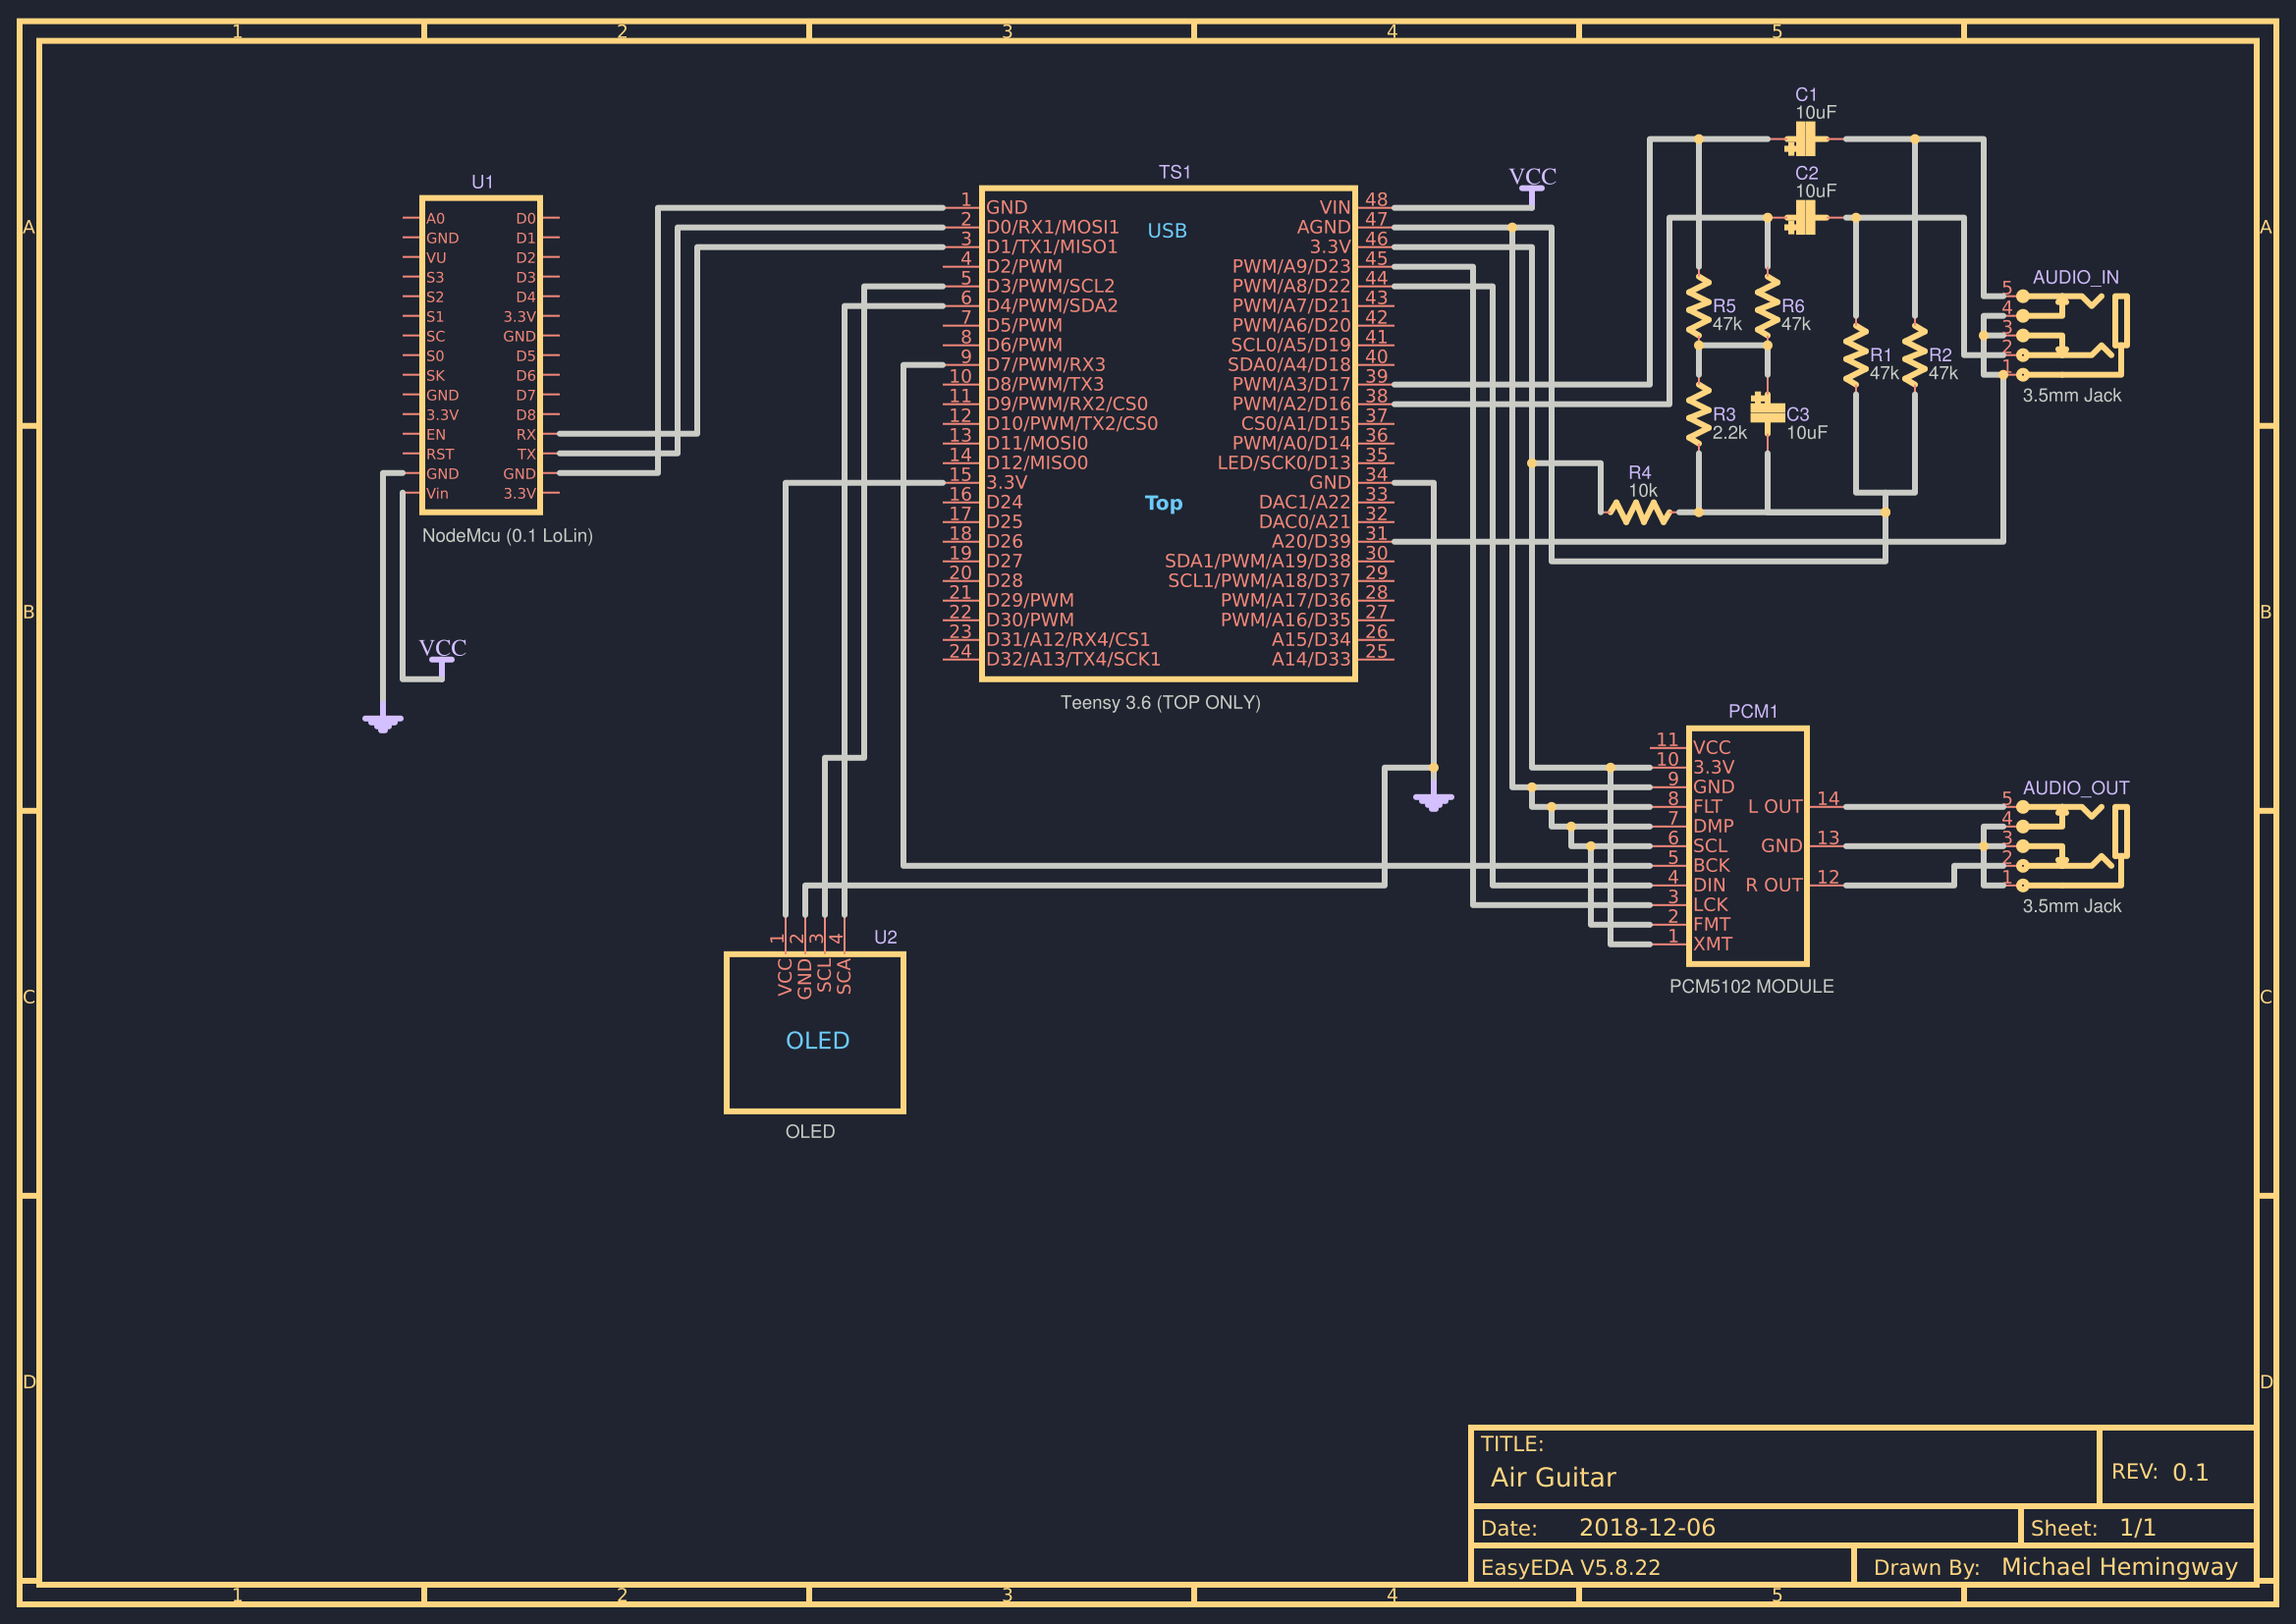 1 2 3 4 5
A
B
C
D
A
B
C
D
1 2 3 4 5
U1
A0 D0
GND D1
VU D2
S3 D3
S2 D4
S1 3.3V
SC GND
S0 D5
SK D6
GND D7
3.3V D8
EN RX
RST TX
GND GND
Vin 3.3V
NodeMcu (0.1 LoLin)
VCC
TS1
USB
Top
1 GND VIN 48
2 D0/RX1/MOSI1 AGND 47
3 D1/TX1/MISO1 3.3V 46
4 D2/PWM PWM/A9/D23 45
5 D3/PWM/SCL2 PWM/A8/D22 44
6 D4/PWM/SDA2 PWM/A7/D21 43
7 D5/PWM PWM/A6/D20 42
8 D6/PWM SCL0/A5/D19 41
9 D7/PWM/RX3 SDA0/A4/D18 40
10 D8/PWM/TX3 PWM/A3/D17 39
11 D9/PWM/RX2/CS0 PWM/A2/D16 38
12 D10/PWM/TX2/CS0 CS0/A1/D15 37
13 D11/MOSI0 PWM/A0/D14 36
14 D12/MISO0 LED/SCK0/D13 35
15 3.3V GND 34
16 D24 DAC1/A22 33
17 D25 DAC0/A21 32
18 D26 A20/D39 31
19 D27 SDA1/PWM/A19/D38 30
20 D28 SCL1/PWM/A18/D37 29
21 D29/PWM PWM/A17/D36 28
22 D30/PWM PWM/A16/D35 27
23 D31/A12/RX4/CS1 A15/D34 26
24 D32/A13/TX4/SCK1 A14/D33 25
Teensy 3.6 (TOP ONLY)
VCC
C1
10uF
C2
10uF
R5
47k
R6
47k
R3
2.2k
C3
10uF
R4
10k
R1
47k
R2
47k
AUDIO_IN
5
4
3
2
1
3.5mm Jack
PCM1
11 VCC
10 3.3V
9 GND
8 FLT L OUT 14
7 DMP
6 SCL GND 13
5 BCK
4 DIN R OUT 12
3 LCK
2 FMT
1 XMT
PCM5102 MODULE
AUDIO_OUT
5
4
3
2
1
3.5mm Jack
U2
1 2 3 4
VCC GND SCL SCA
OLED
OLED
TITLE:
Air Guitar
REV: 0.1
Date: 2018-12-06
Sheet: 1/1
EasyEDA V5.8.22
Drawn By: Michael Hemingway